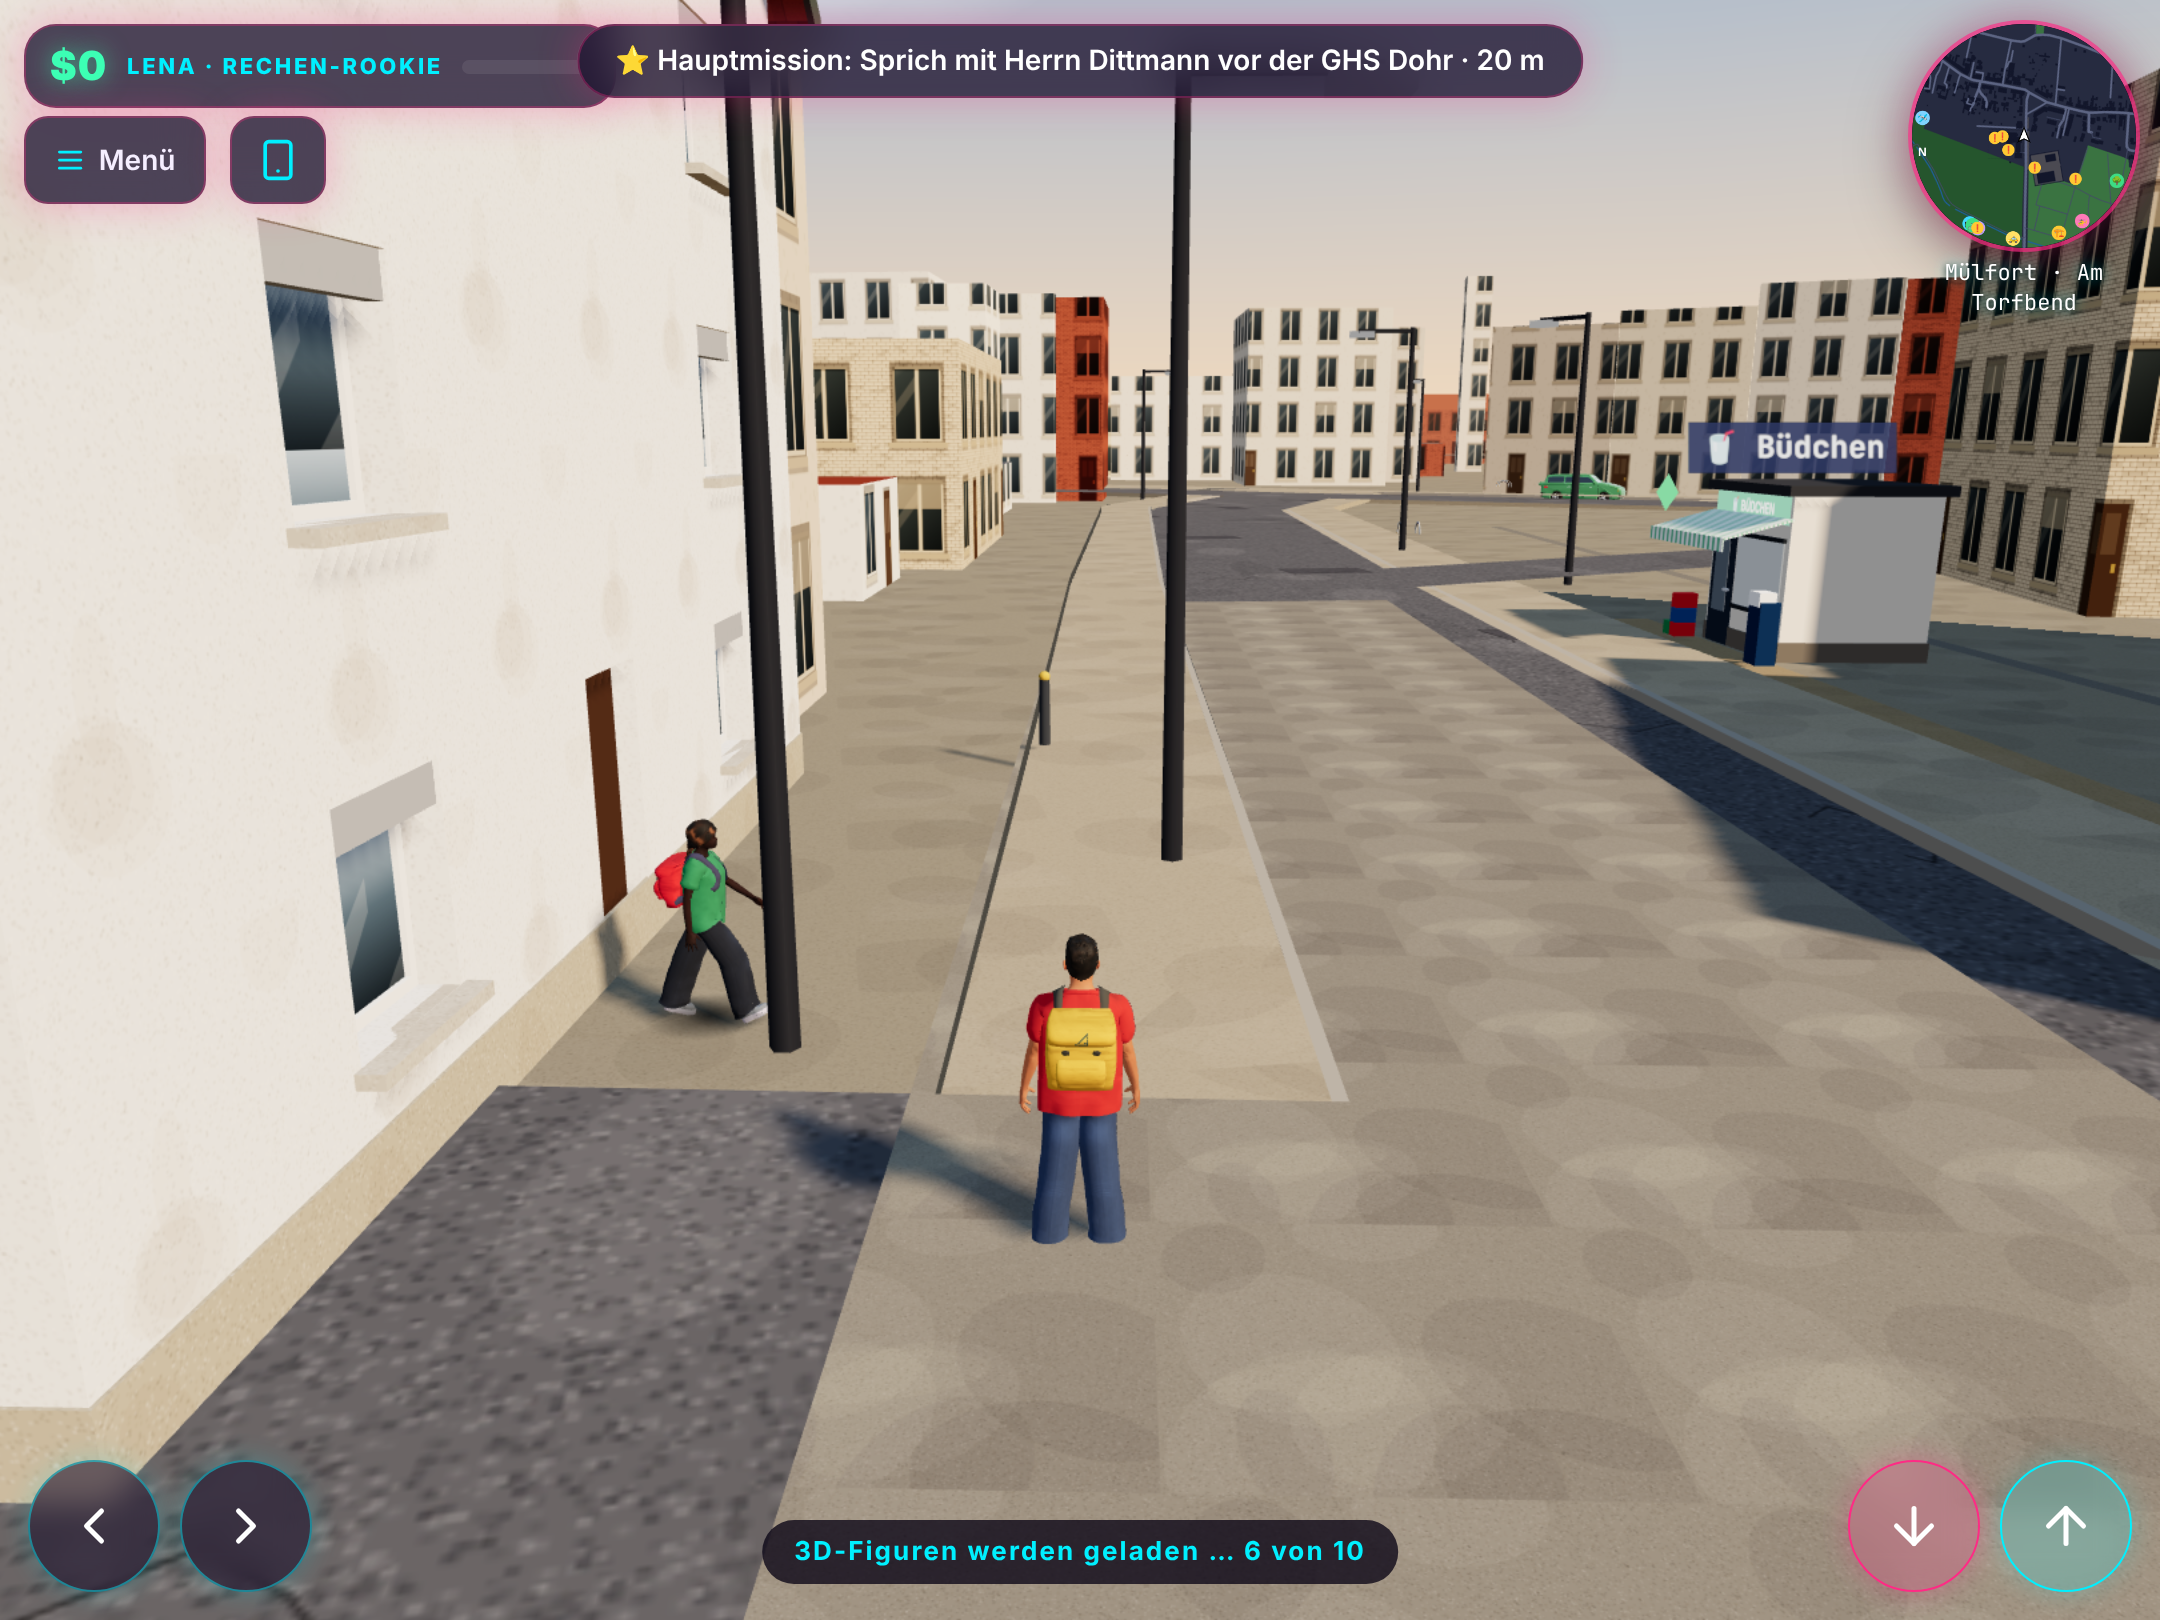 $0 LENA · RECHEN-ROOKIE
⭐ Hauptmission: Sprich mit Herrn Dittmann vor der GHS Dohr · 20 m
Menü
N
Mülfort · Am
Torfbend
Büdchen
BÜDCHEN
3D-Figuren werden geladen ... 6 von 10